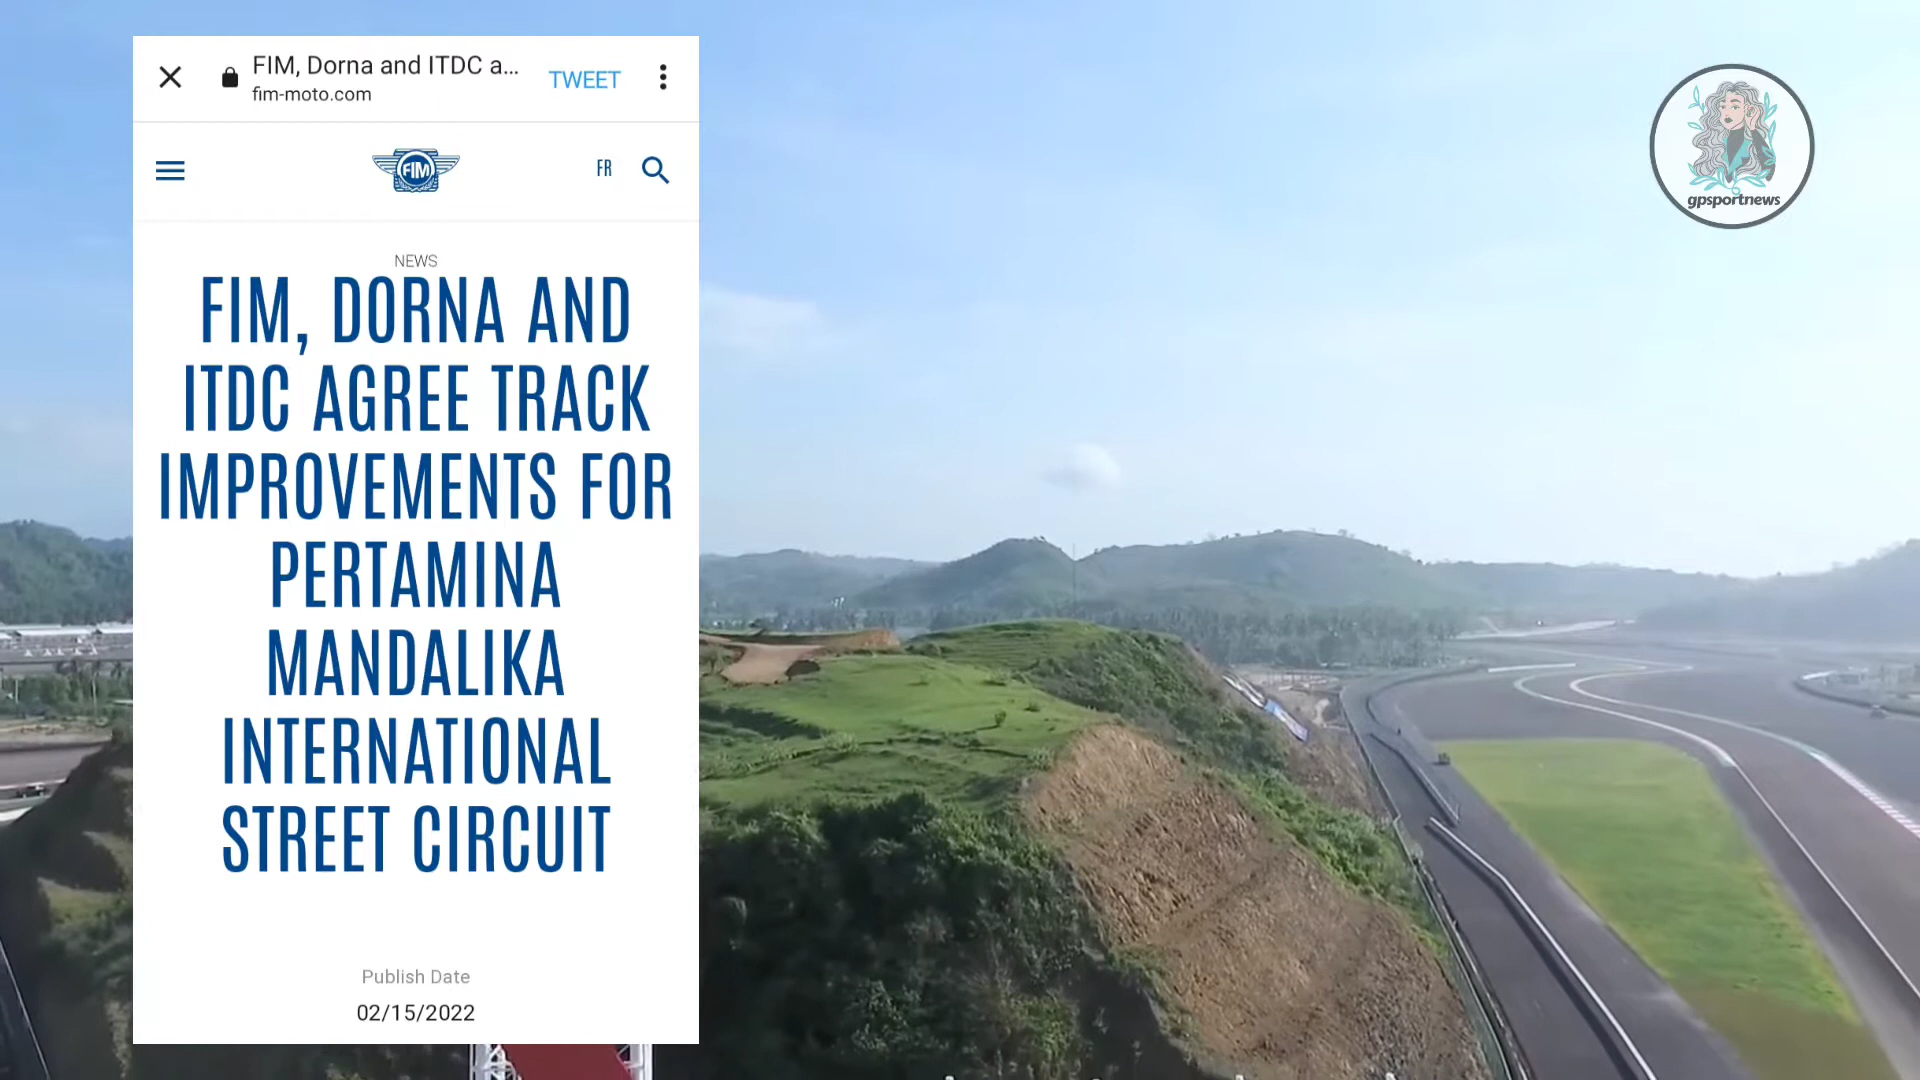 FIM, Dorna and ITDC a...
fim-moto.com
TWEET
FIM
FR
NEWS
FIM, DORNA AND
ITDC AGREE TRACK
IMPROVEMENTS FOR
PERTAMINA
MANDALIKA
INTERNATIONAL
STREET CIRCUIT
Publish Date
02/15/2022
gpsportnews